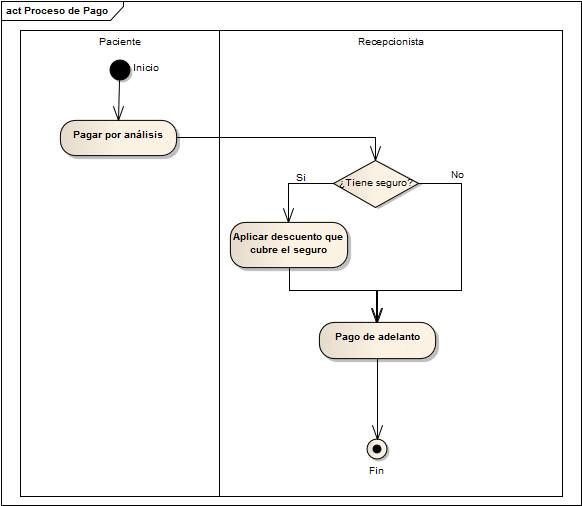 act Proceso de Pago
Paciente
Recepcionista
Inicio
Pagar por análisis
¿Tiene seguro?
Si
No
Aplicar descuento que
cubre el seguro
Pago de adelanto
Fin